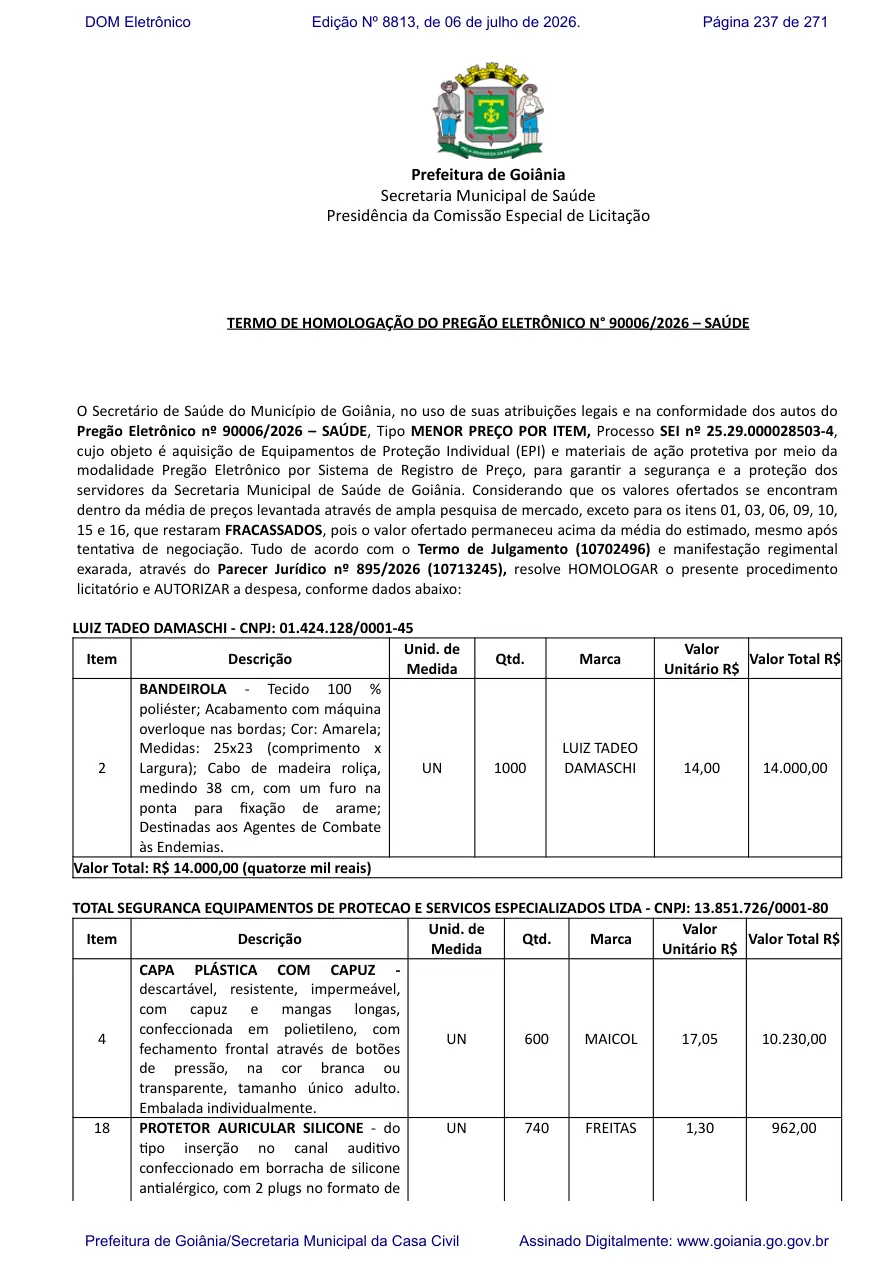 DOM Eletrônico Edição Nº 8813, de 06 de julho de 2026. Página 237 de 271
PELA GRANDEZA DA PÁTRIA
Prefeitura de Goiânia
Secretaria Municipal de Saúde
Presidência da Comissão Especial de Licitação
TERMO DE HOMOLOGAÇÃO DO PREGÃO ELETRÔNICO N° 90006/2026 – SAÚDE
O Secretário de Saúde do Município de Goiânia, no uso de suas atribuições legais e na conformidade dos autos do
Pregão Eletrônico nº 90006/2026 – SAÚDE, Tipo MENOR PREÇO POR ITEM, Processo SEI nº 25.29.000028503-4,
cujo objeto é aquisição de Equipamentos de Proteção Individual (EPI) e materiais de ação protetiva por meio da
modalidade Pregão Eletrônico por Sistema de Registro de Preço, para garantir a segurança e a proteção dos
servidores da Secretaria Municipal de Saúde de Goiânia. Considerando que os valores ofertados se encontram
dentro da média de preços levantada através de ampla pesquisa de mercado, exceto para os itens 01, 03, 06, 09, 10,
15 e 16, que restaram FRACASSADOS, pois o valor ofertado permaneceu acima da média do estimado, mesmo após
tentativa de negociação. Tudo de acordo com o Termo de Julgamento (10702496) e manifestação regimental
exarada, através do Parecer Jurídico nº 895/2026 (10713245), resolve HOMOLOGAR o presente procedimento
licitatório e AUTORIZAR a despesa, conforme dados abaixo:
LUIZ TADEO DAMASCHI - CNPJ: 01.424.128/0001-45
Item Descrição Unid. de Medida Qtd. Marca Valor Unitário R$ Valor Total R$
BANDEIROLA - Tecido 100 %
poliéster; Acabamento com máquina
overloque nas bordas; Cor: Amarela;
Medidas: 25x23 (comprimento x
2 Largura); Cabo de madeira roliça, UN 1000 LUIZ TADEO DAMASCHI 14,00 14.000,00
medindo 38 cm, com um furo na
ponta para fixação de arame;
Destinadas aos Agentes de Combate
às Endemias.
Valor Total: R$ 14.000,00 (quatorze mil reais)
TOTAL SEGURANCA EQUIPAMENTOS DE PROTECAO E SERVICOS ESPECIALIZADOS LTDA - CNPJ: 13.851.726/0001-80
Item Descrição Unid. de Medida Qtd. Marca Valor Unitário R$ Valor Total R$
CAPA PLÁSTICA COM CAPUZ -
descartável, resistente, impermeável,
com capuz e mangas longas,
confeccionada em polietileno, com
4 fechamento frontal através de botões UN 600 MAICOL 17,05 10.230,00
de pressão, na cor branca ou
transparente, tamanho único adulto.
Embalada individualmente.
18 PROTETOR AURICULAR SILICONE - do UN 740 FREITAS 1,30 962,00
tipo inserção no canal auditivo
confeccionado em borracha de silicone
antialérgico, com 2 plugs no formato de
Prefeitura de Goiânia/Secretaria Municipal da Casa Civil Assinado Digitalmente: www.goiania.go.gov.br